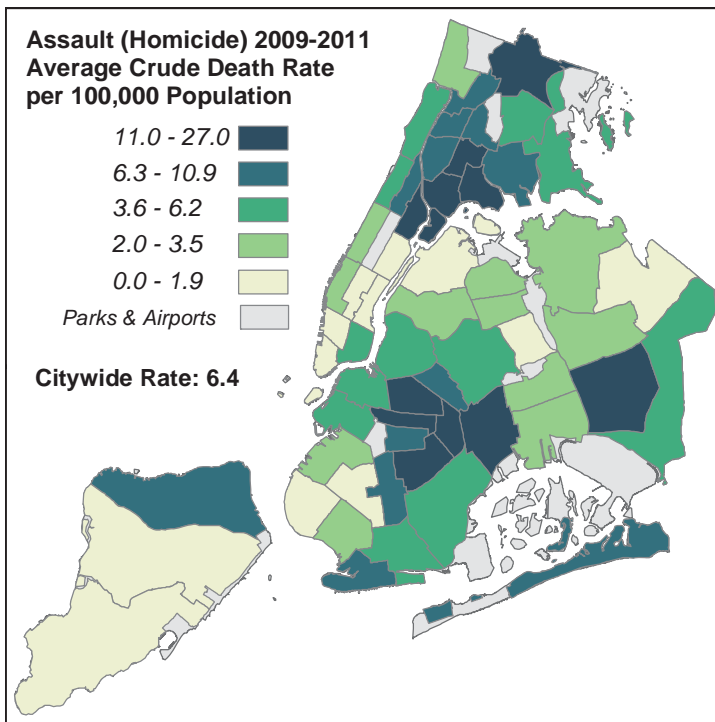 Assault (Homicide) 2009-2011
Average Crude Death Rate
per 100,000 Population
11.0 - 27.0
6.3 - 10.9
3.6 - 6.2
2.0 - 3.5
0.0 - 1.9
Parks & Airports
Citywide Rate: 6.4